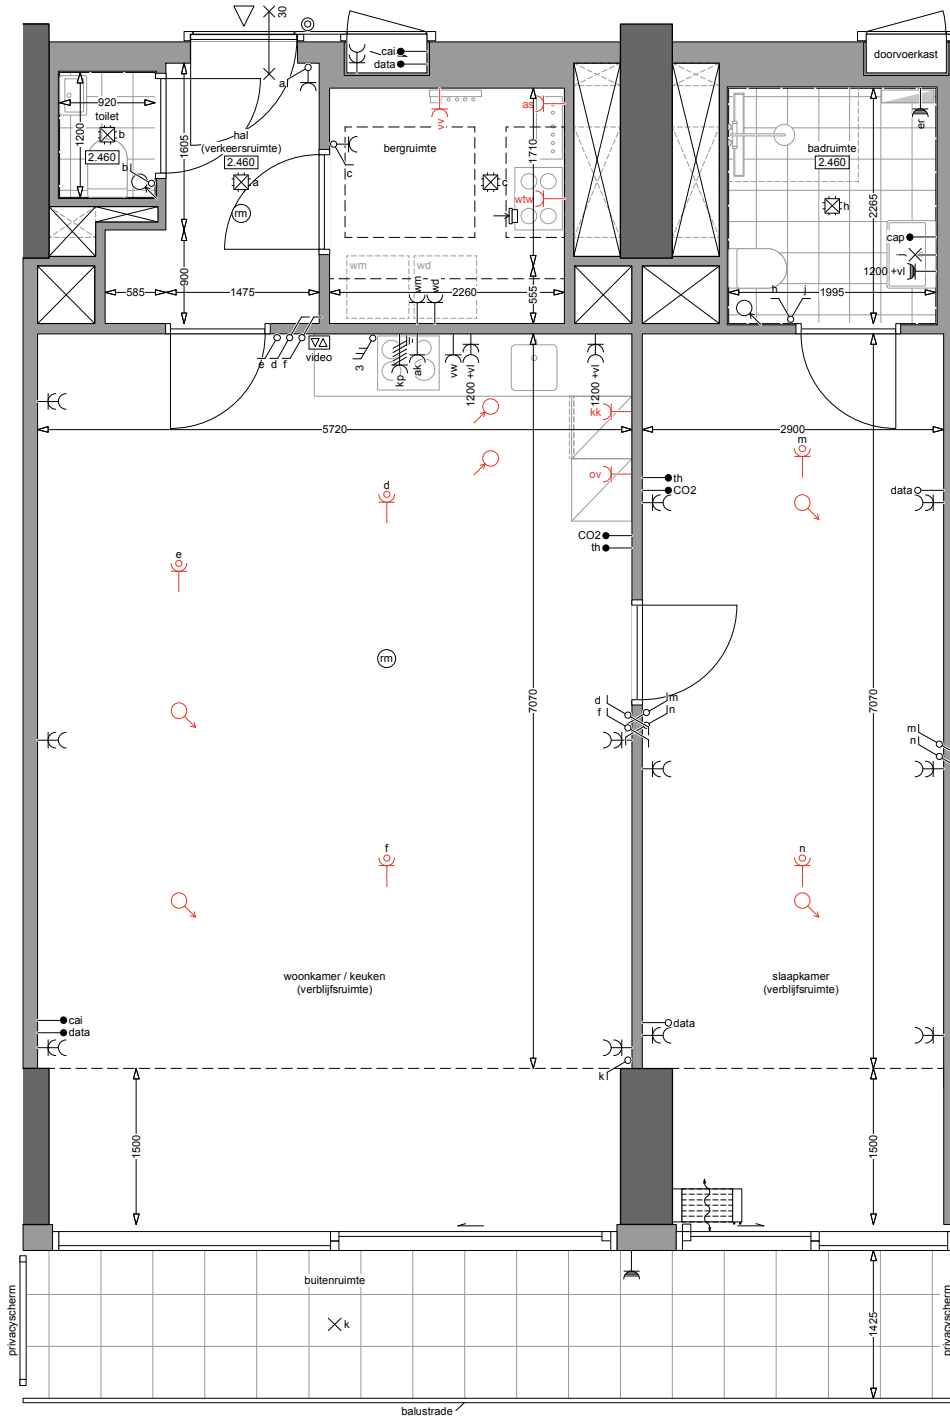 30
cai
data
doorvoerkast
a
920
toilet
b
1200
2.460
b
hal
(verkeersruimte)
2.460
a
rm
1605
900
585
1475
vv
as
bergruimte
c
c
wtw
1710
555
wm
wd
2260
wm
wd
er
badruimte
2.460
h
2265
cap
j
1200 +vl
h
j
1995
e
d
f
video
3
kp
ak
vw
1200 +vl
1200 +vl
kk
ov
5720
2900
m
th
CO2
data
d
CO2
th
e
rm
7070
7070
d
f
m
n
m
n
f
n
woonkamer / keuken
(verblijfsruimte)
slaapkamer
(verblijfsruimte)
cai
data
data
k
1500
1500
buitenruimte
k
privacyscherm
privacyscherm
1425
balustrade